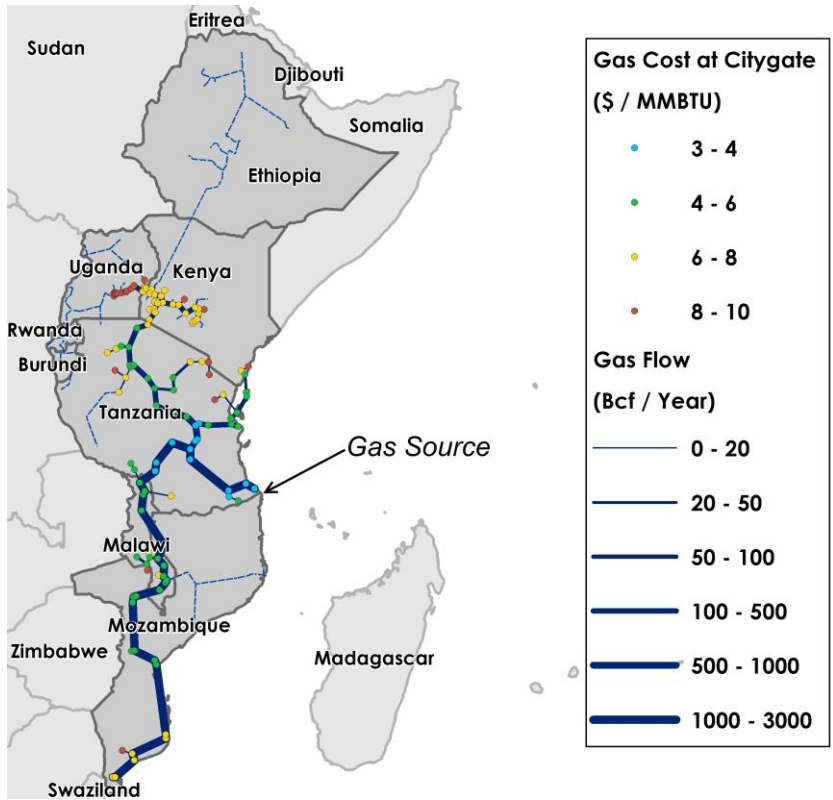 Eritrea
Sudan
Djibouti
Somalia
Ethiopia
Uganda
Kenya
Rwanda
Burundi
Tanzania
Gas Source
Malawi
Mozambique
Zimbabwe
Madagascar
Swaziland
Gas Cost at Citygate
($ / MMBTU)
3 - 4
4 - 6
6 - 8
8 - 10
Gas Flow
(Bcf / Year)
0 - 20
20 - 50
50 - 100
100 - 500
500 - 1000
1000 - 3000